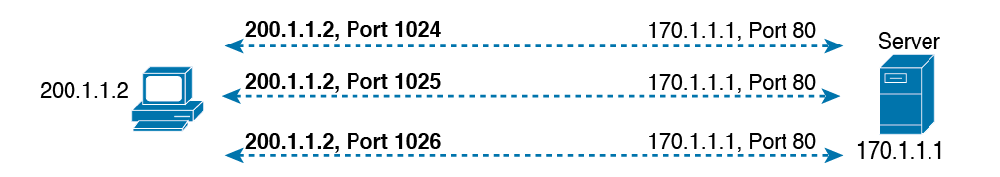 200.1.1.2, Port 1024 170.1.1.1, Port 80
Server
200.1.1.2
200.1.1.2, Port 1025 170.1.1.1, Port 80
200.1.1.2, Port 1026 170.1.1.1, Port 80
170.1.1.1